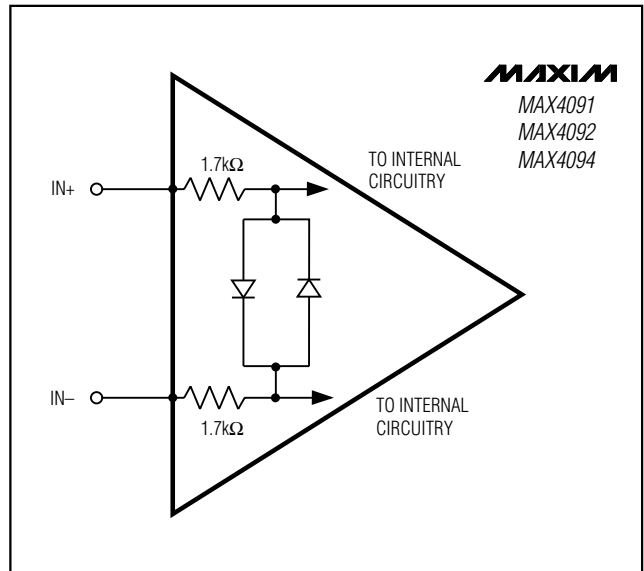 MAXIM
MAX4091
MAX4092
MAX4094
TO INTERNAL
CIRCUITRY
1.7kΩ
IN+
IN–
1.7kΩ
TO INTERNAL
CIRCUITRY